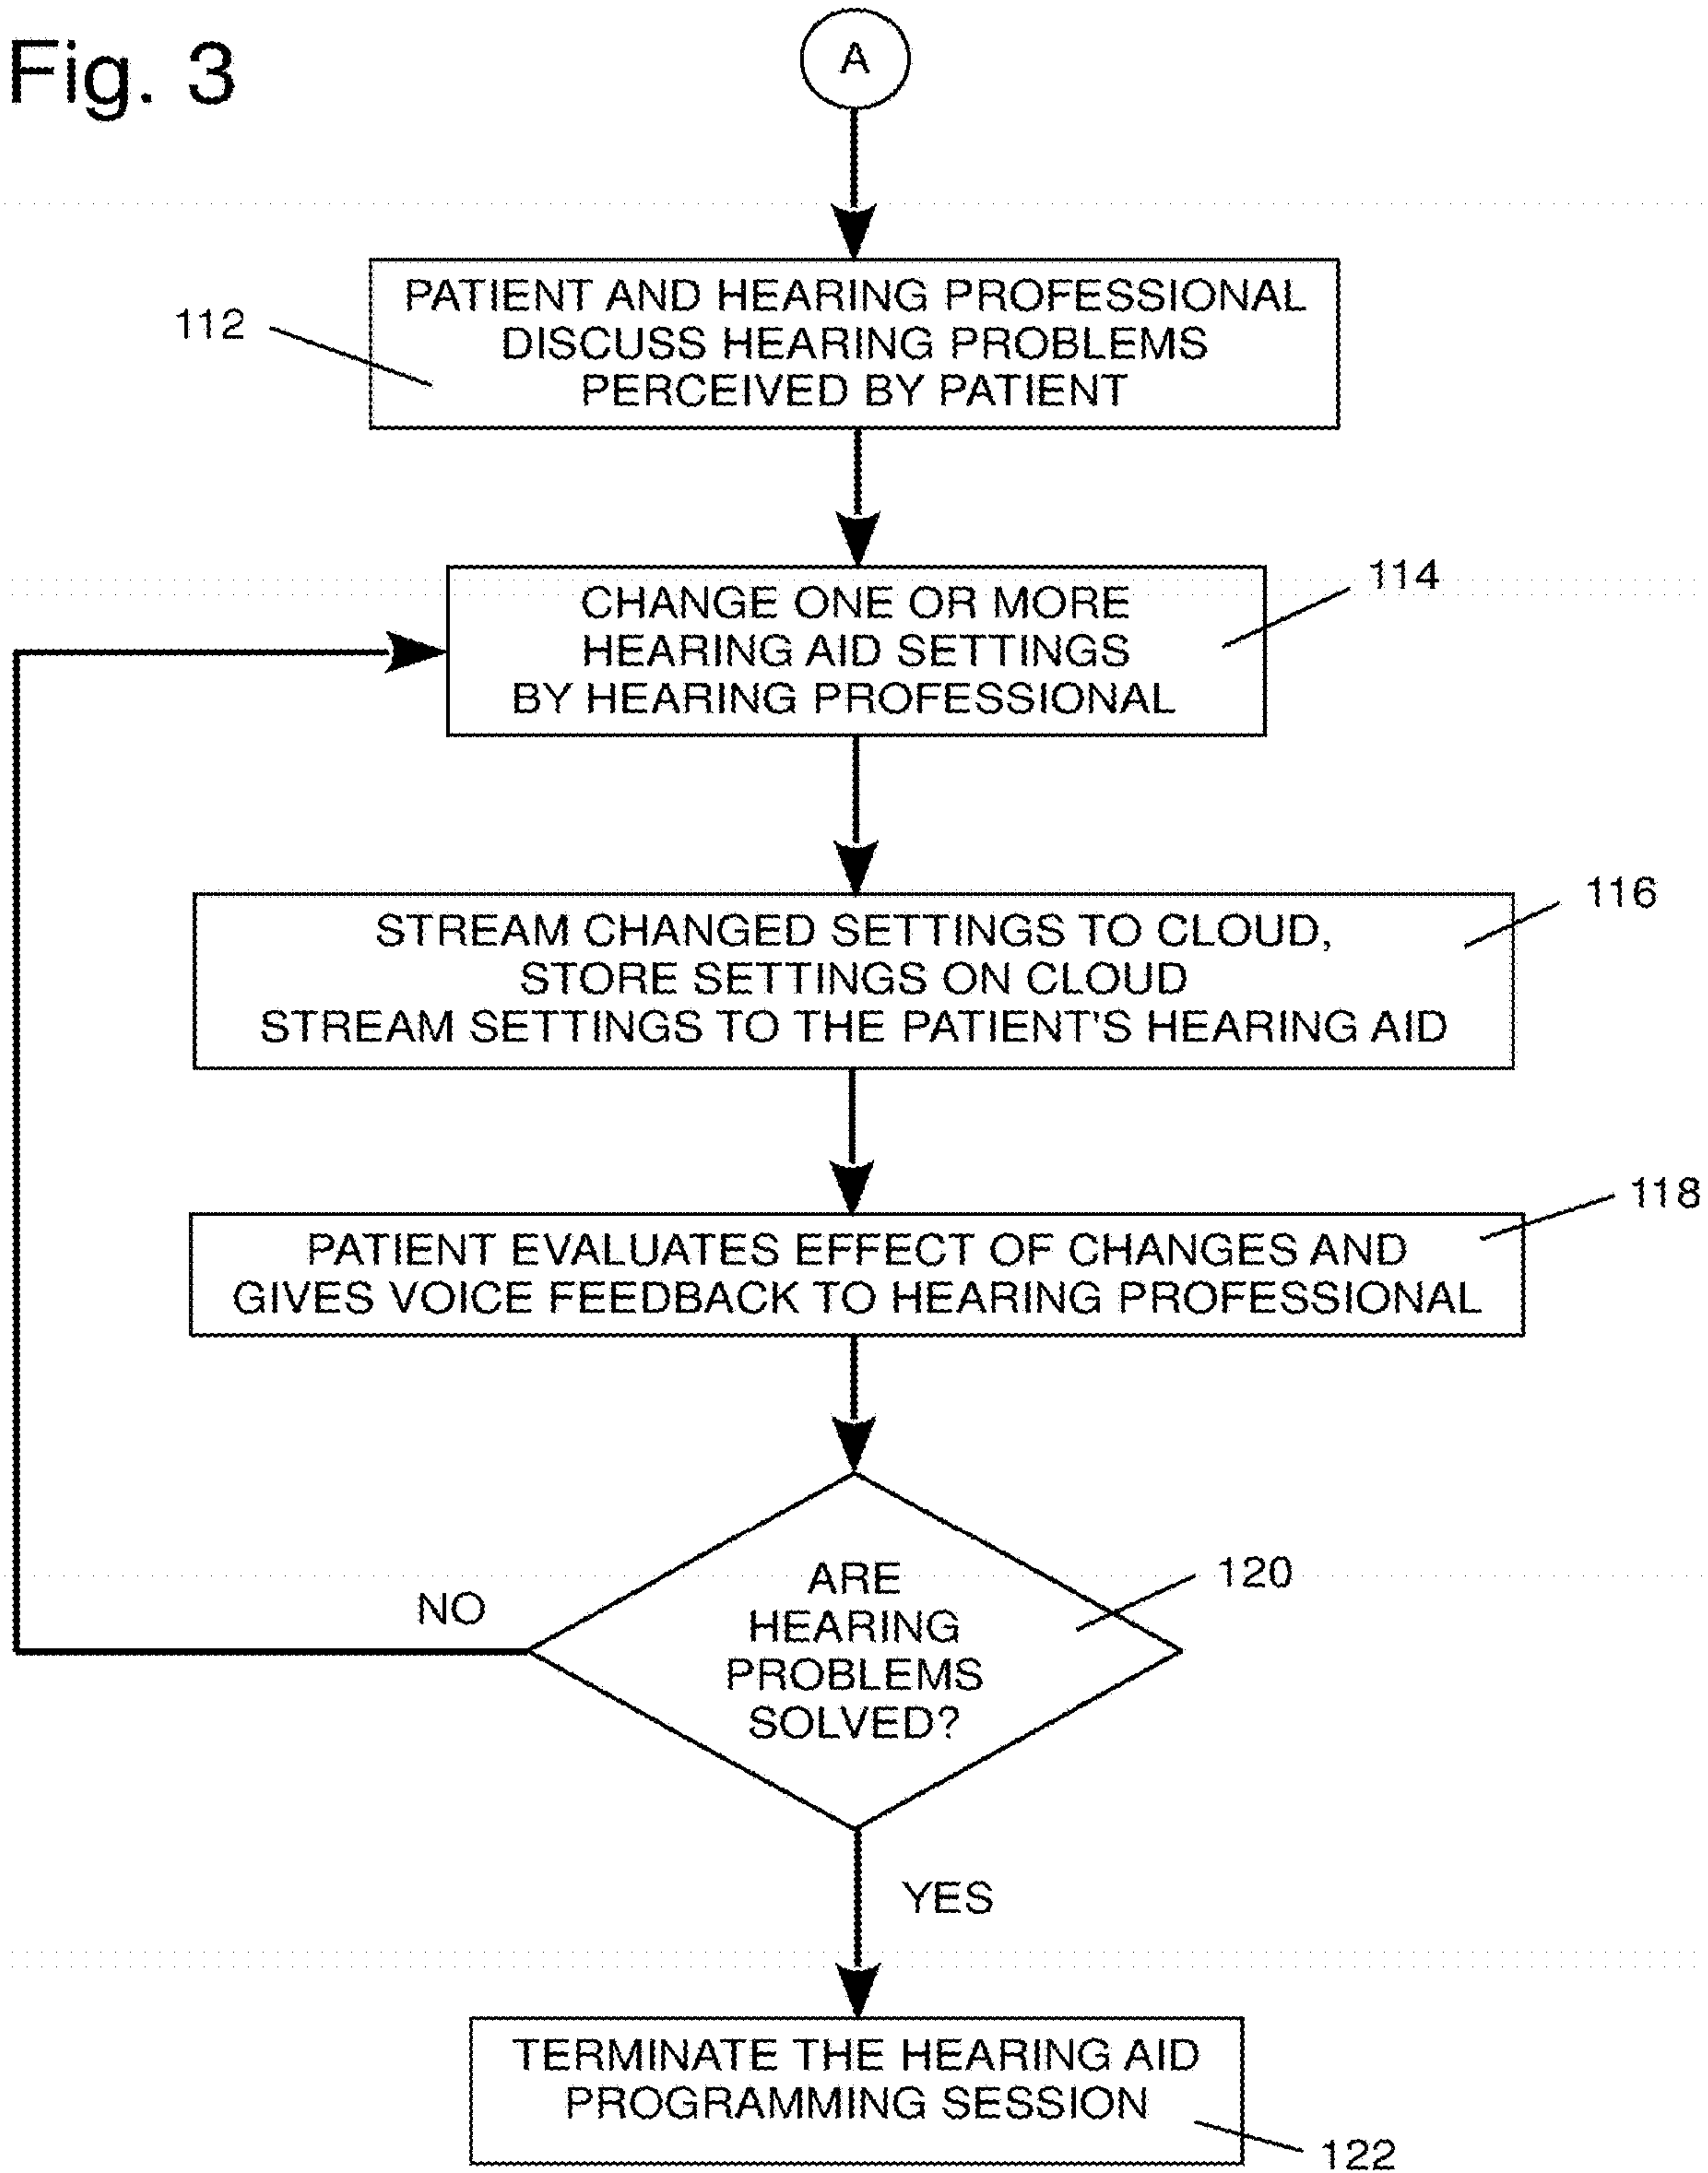 Fig. 3
A
112
PATIENT AND HEARING PROFESSIONAL
DISCUSS HEARING PROBLEMS
PERCEIVED BY PATIENT
114
CHANGE ONE OR MORE
HEARING AID SETTINGS
BY HEARING PROFESSIONAL
116
STREAM CHANGED SETTINGS TO CLOUD,
STORE SETTINGS ON CLOUD
STREAM SETTINGS TO THE PATIENT'S HEARING AID
118
PATIENT EVALUATES EFFECT OF CHANGES AND
GIVES VOICE FEEDBACK TO HEARING PROFESSIONAL
120
ARE
HEARING
PROBLEMS
SOLVED?
NO
YES
TERMINATE THE HEARING AID
PROGRAMMING SESSION
122